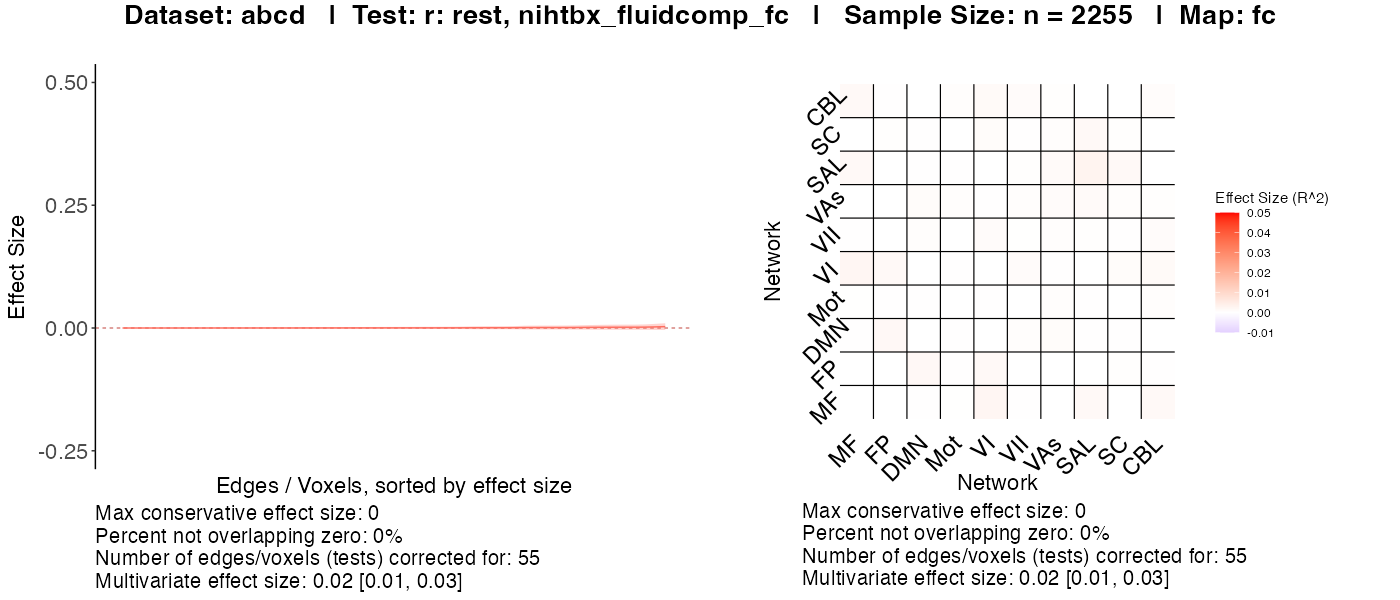 Dataset: abcd | Test: r: rest, nihtbx_fluidcomp_fc | Sample Size: n = 2255 | Map: fc
0.50
0.25
0.00
-0.25
Effect Size
Edges / Voxels, sorted by effect size
Max conservative effect size: 0
Percent not overlapping zero: 0%
Number of edges/voxels (tests) corrected for: 55
Multivariate effect size: 0.02 [0.01, 0.03]
Network
CBL
SC
SAL
VAs
VII
VI
Mot
DMN
FP
MF
MF
FP
DMN
Mot
VI
VII
VAs
SAL
SC
CBL
Network
Effect Size (R^2)
0.05
0.04
0.03
0.02
0.01
0.00
-0.01
Max conservative effect size: 0
Percent not overlapping zero: 0%
Number of edges/voxels (tests) corrected for: 55
Multivariate effect size: 0.02 [0.01, 0.03]